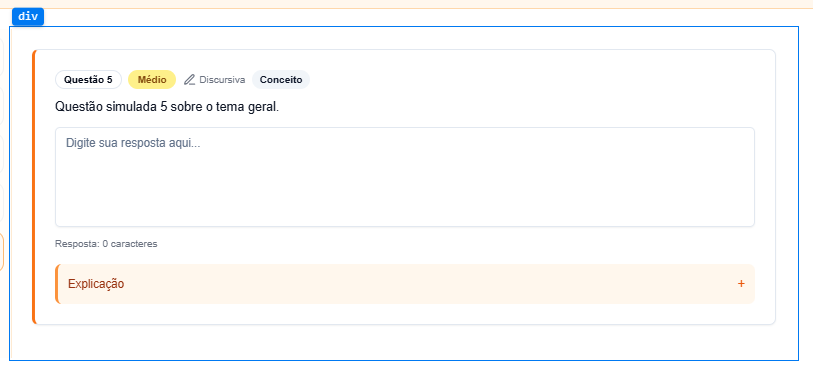 div
Questão 5 Médio Discursiva Conceito
Questão simulada 5 sobre o tema geral.
Digite sua resposta aqui...
Resposta: 0 caracteres
Explicação +